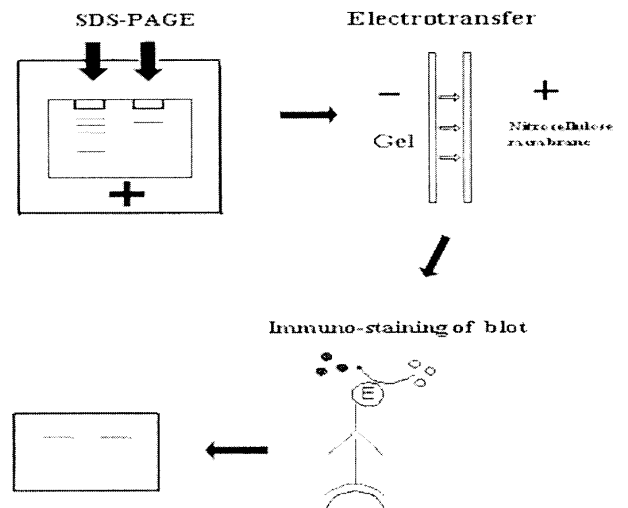 SDS-PAGE
Electrotransfer
+
− +
Gel
Nitrocellulose
membrane
Immuno-staining of blot
E